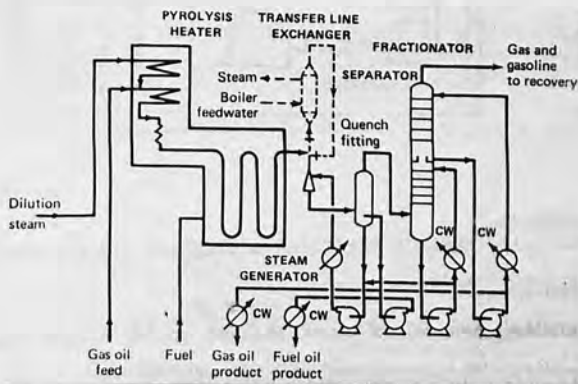 PYROLYSIS
HEATER
TRANSFER LINE
EXCHANGER
FRACTIONATOR
SEPARATOR
Gas and
gasoline
to recovery
Steam
Boiler
feedwater
Quench
fitting
Dilution
steam
STEAM
GENERATOR
CW
CW
CW
CW
Gas oil
feed
Fuel
Gas oil
product
Fuel oil
product